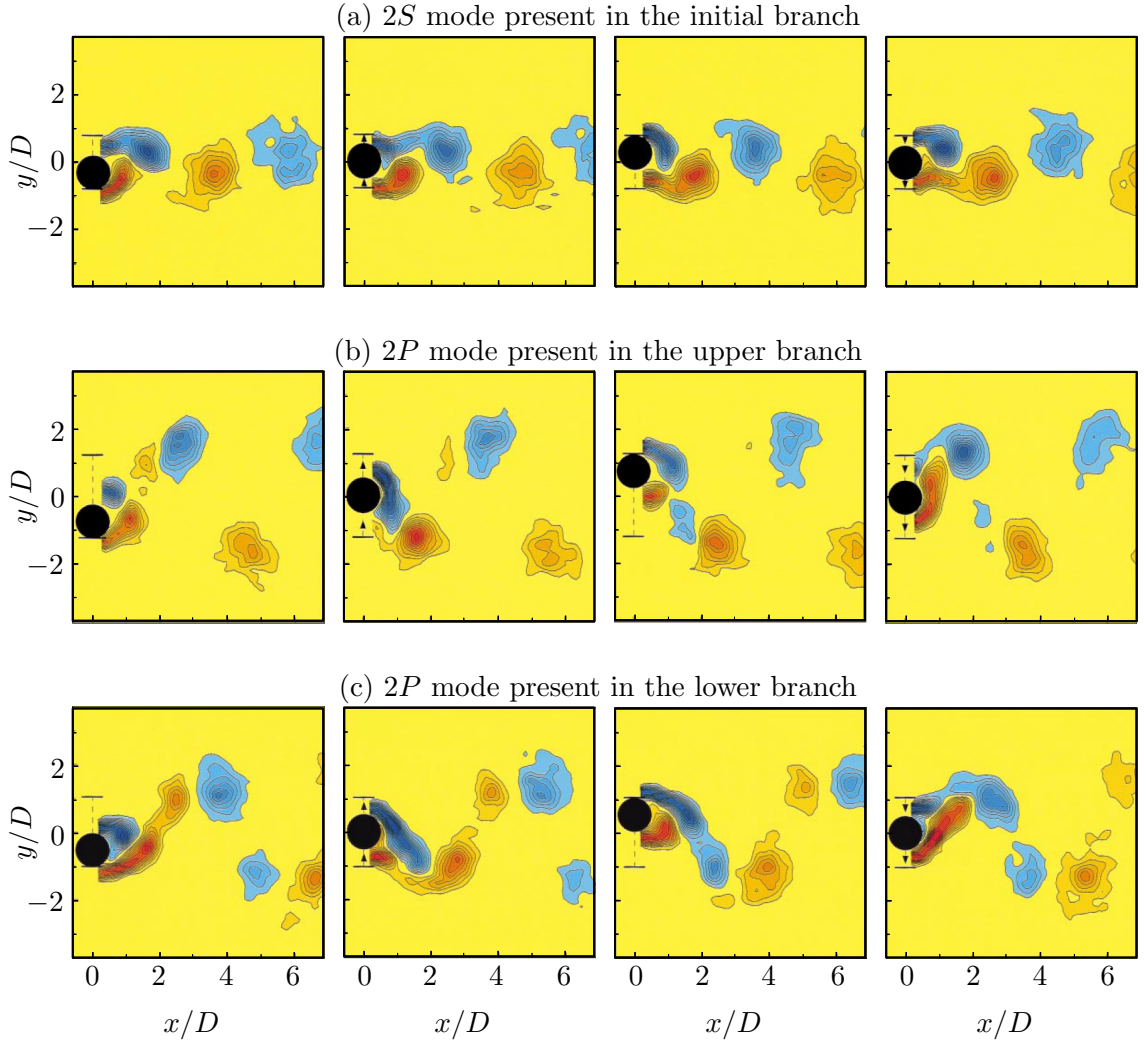 (a) 2S mode present in the initial branch
2
0
−2
y/D
(b) 2P mode present in the upper branch
2
0
−2
y/D
(c) 2P mode present in the lower branch
2
0
−2
y/D
0 2 4 6 0 2 4 6 0 2 4 6 0 2 4 6
x/D x/D x/D x/D